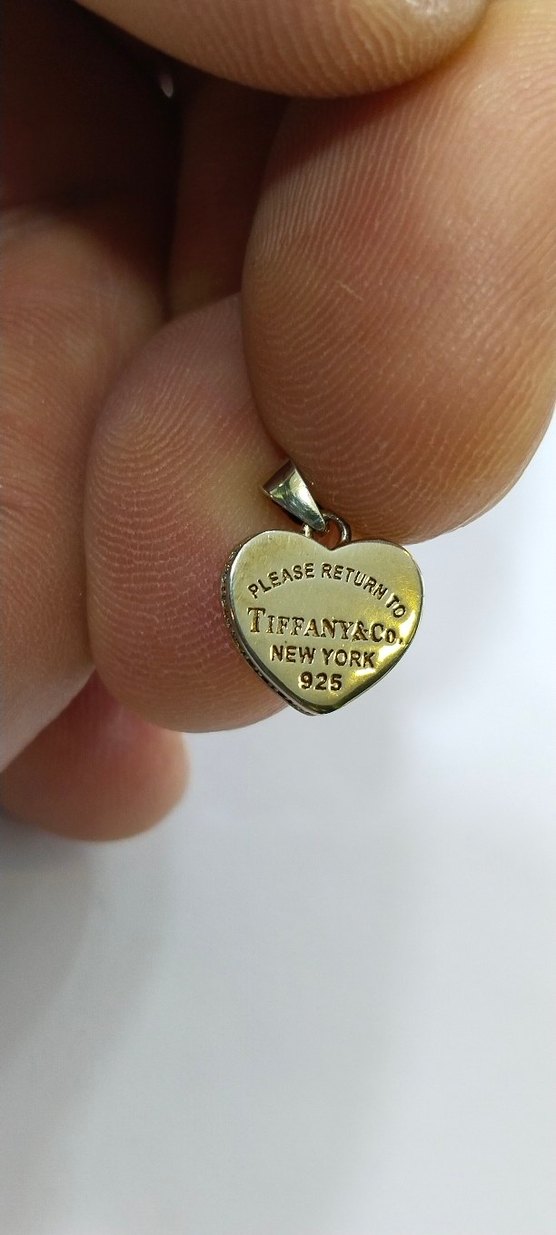 PLEASE RETURN TO
TIFFANY&Co.
NEW YORK
925